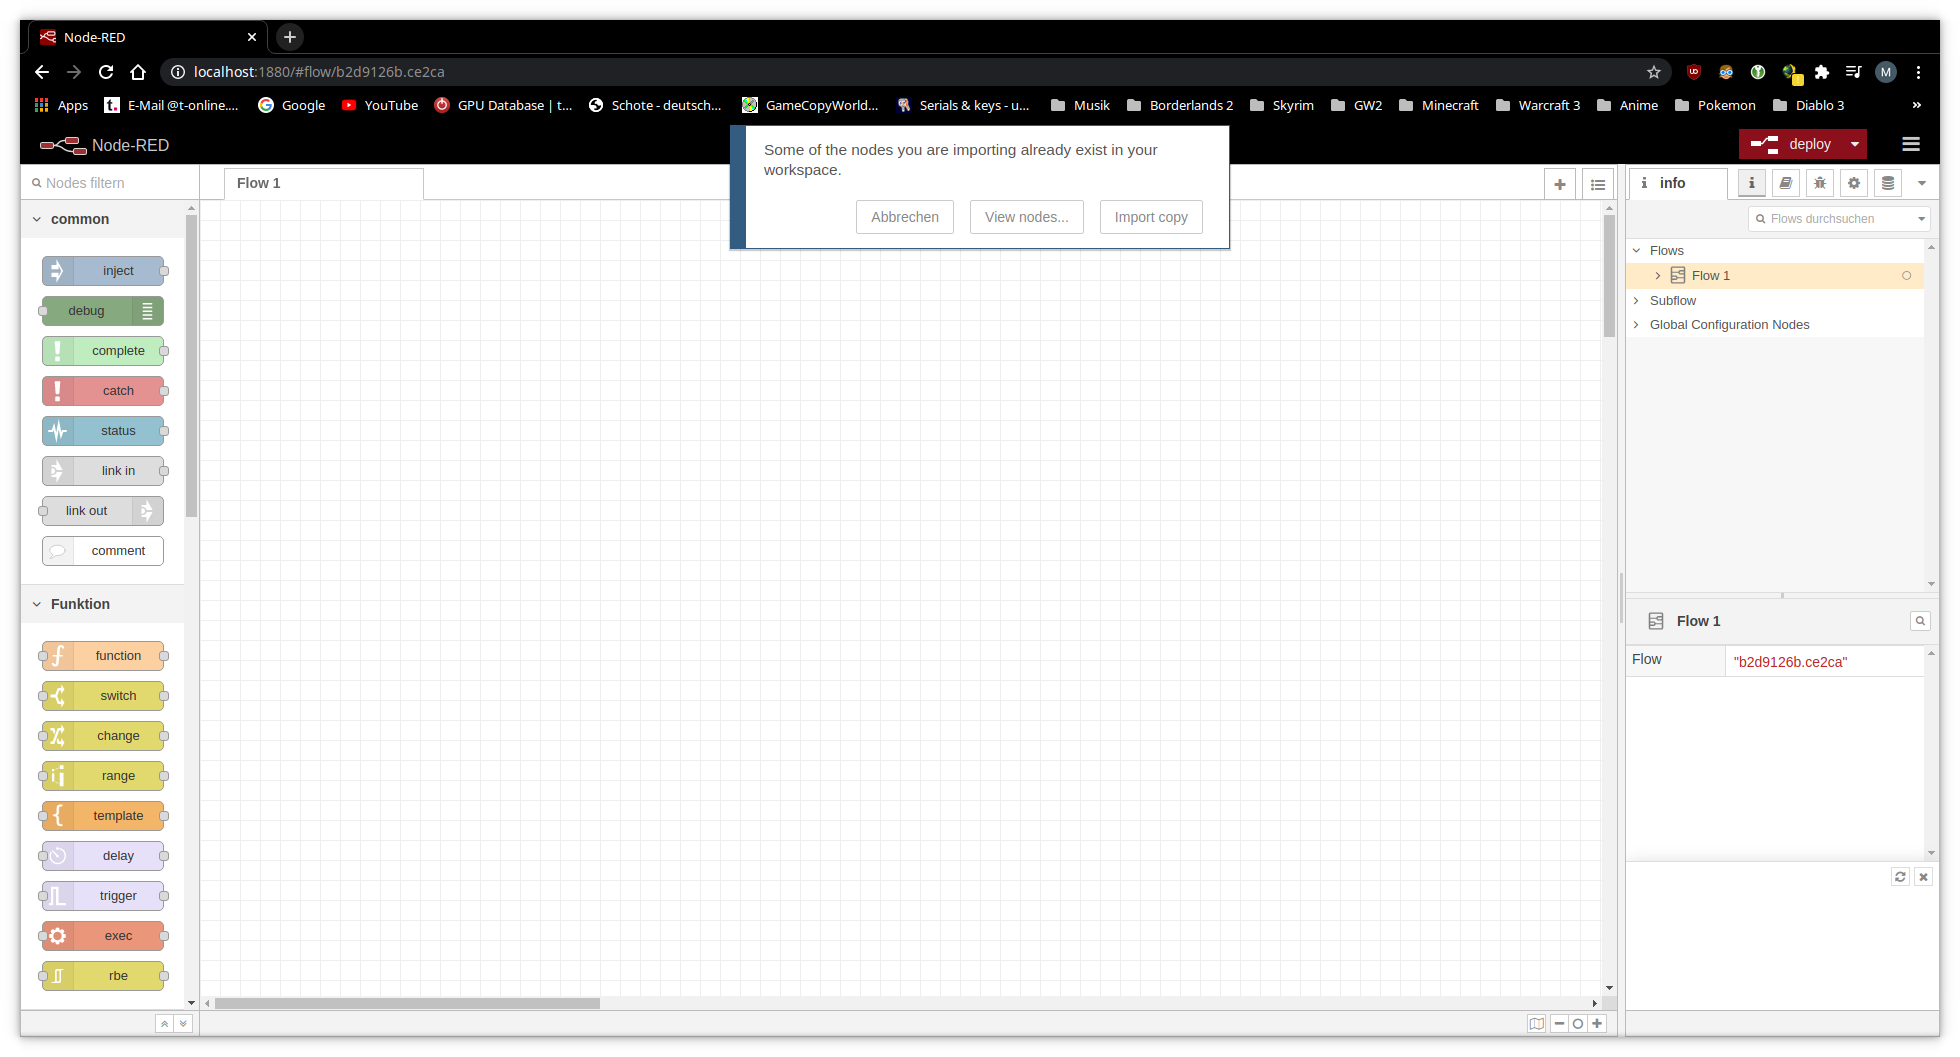 Node-RED
localhost:1880/#flow/b2d9126b.ce2ca
M
Apps
t.
E-Mail @t-online....
Google
YouTube
GPU Database | t...
Schote - deutsch...
GameCopyWorld...
Serials & keys - u...
Musik
Borderlands 2
Skyrim
GW2
Minecraft
Warcraft 3
Anime
Pokemon
Diablo 3
»
Node-RED
deploy
Some of the nodes you are importing already exist in your
workspace.
Abbrechen
View nodes...
Import copy
Nodes filtern
Flow 1
info
Flows durchsuchen
common
inject
debug
complete
catch
status
link in
link out
comment
Funktion
function
switch
change
range
template
delay
trigger
exec
rbe
Flows
Flow 1
Subflow
Global Configuration Nodes
Flow 1
Flow
"b2d9126b.ce2ca"